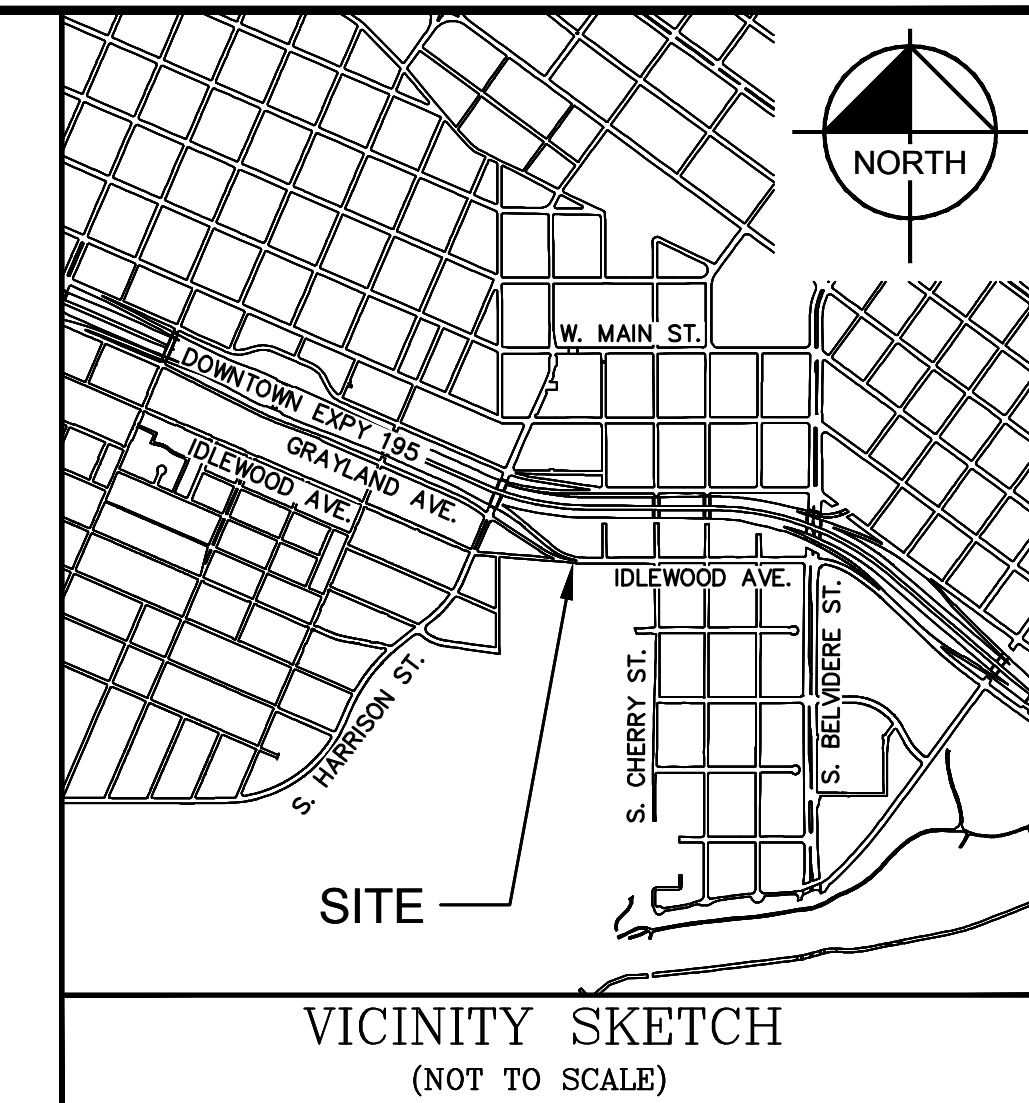 NORTH
W. MAIN ST.
DOWNTOWN EXPY 195
GRAYLAND AVE.
IDLEWOOD AVE.
IDLEWOOD AVE.
S. HARRISON ST.
S. CHERRY ST.
S. BELVIDERE ST.
SITE
VICINITY SKETCH
(NOT TO SCALE)